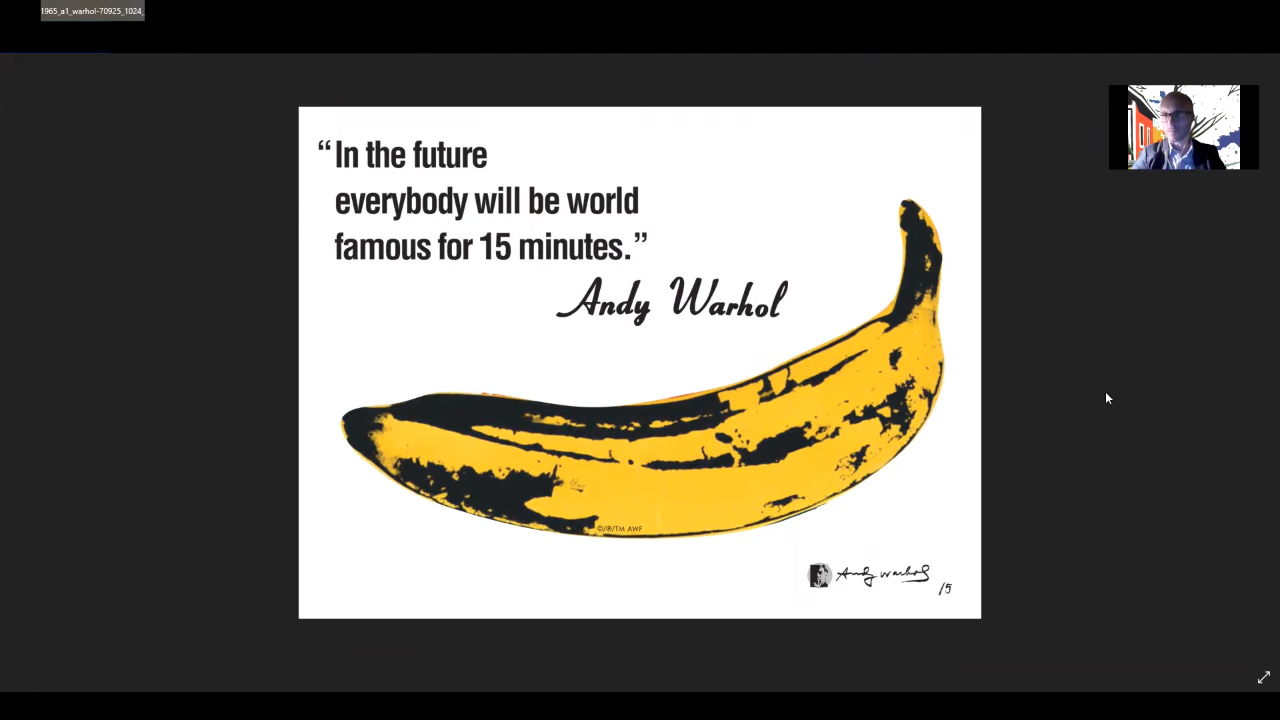 1965_a1_warhol-70925_1024_
“In the future
everybody will be world
famous for 15 minutes.”
Andy Warhol
©/®/TM AWF
Andy Warhol
/5